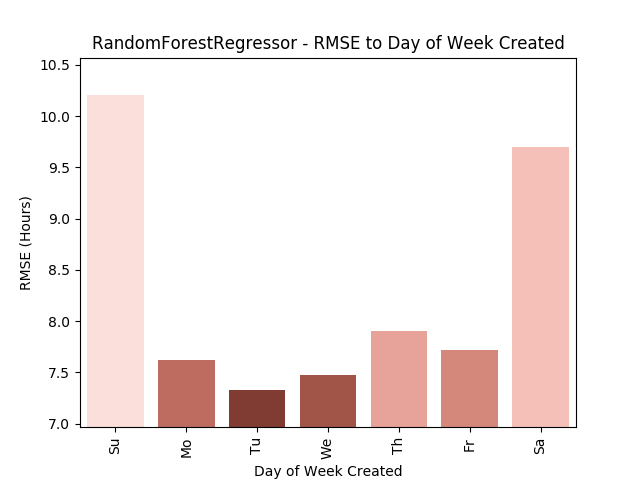 RandomForestRegressor - RMSE to Day of Week Created
10.5
10.0
9.5
9.0
8.5
8.0
7.5
7.0
RMSE (Hours)
Su Mo Tu We Th Fr Sa
Day of Week Created